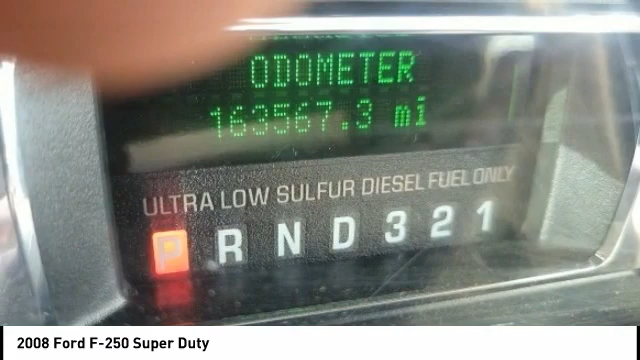 ODOMETER
163567.3 mi
ULTRA LOW SULFUR DIESEL FUEL ONLY
P R N D 3 2 1
2008 Ford F-250 Super Duty